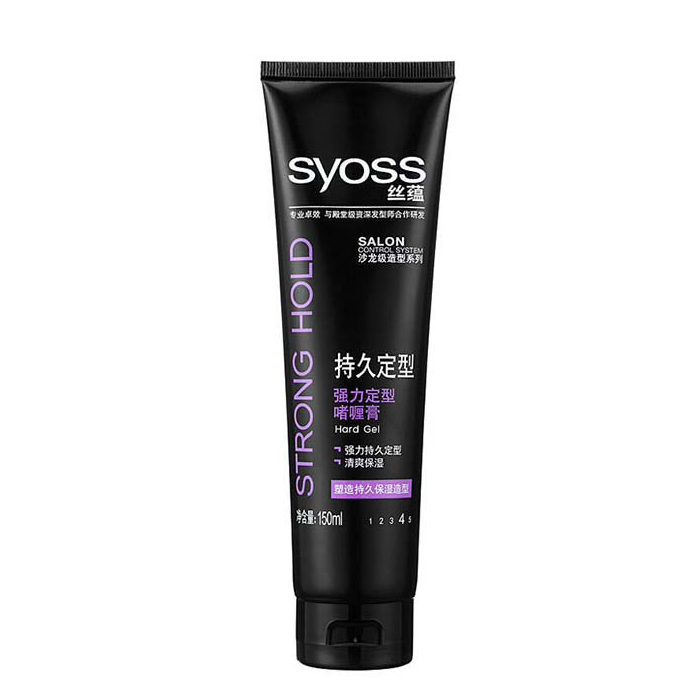 syoss
丝蕴
专业卓效 与殿堂级资深发型师合作研发
SALON
CONTROL SYSTEM
沙龙级造型系列
STRONG HOLD
持久定型
强力定型
啫喱膏
Hard Gel
强力持久定型
清爽保湿
塑造持久保湿造型
净含量:150ml
1 2 3 4 5